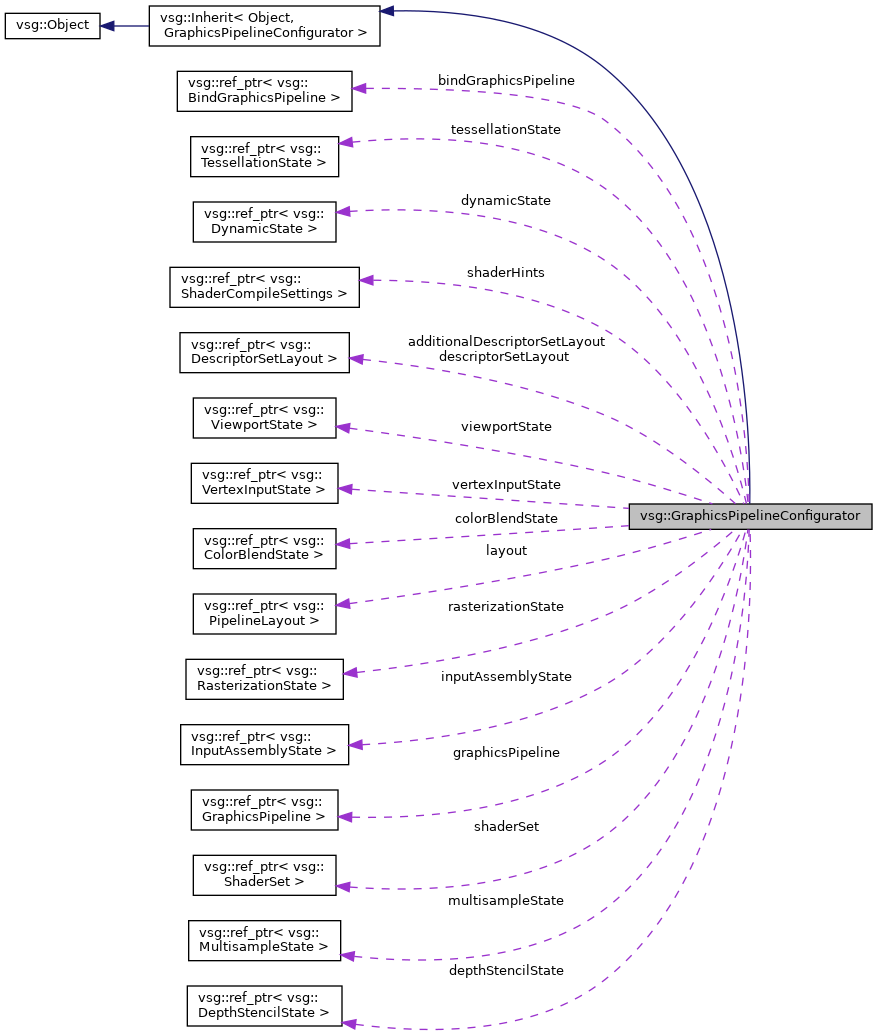 vsg::Object
vsg::Inherit< Object,
GraphicsPipelineConfigurator >
vsg::ref_ptr< vsg::
BindGraphicsPipeline >
bindGraphicsPipeline
vsg::ref_ptr< vsg::
TessellationState >
tessellationState
vsg::ref_ptr< vsg::
DynamicState >
dynamicState
vsg::ref_ptr< vsg::
ShaderCompileSettings >
shaderHints
vsg::ref_ptr< vsg::
DescriptorSetLayout >
additionalDescriptorSetLayout
descriptorSetLayout
vsg::ref_ptr< vsg::
ViewportState >
viewportState
vsg::ref_ptr< vsg::
VertexInputState >
vertexInputState
vsg::GraphicsPipelineConfigurator
vsg::ref_ptr< vsg::
ColorBlendState >
colorBlendState
vsg::ref_ptr< vsg::
PipelineLayout >
layout
vsg::ref_ptr< vsg::
RasterizationState >
rasterizationState
vsg::ref_ptr< vsg::
InputAssemblyState >
inputAssemblyState
vsg::ref_ptr< vsg::
GraphicsPipeline >
graphicsPipeline
vsg::ref_ptr< vsg::
ShaderSet >
shaderSet
vsg::ref_ptr< vsg::
MultisampleState >
multisampleState
vsg::ref_ptr< vsg::
DepthStencilState >
depthStencilState